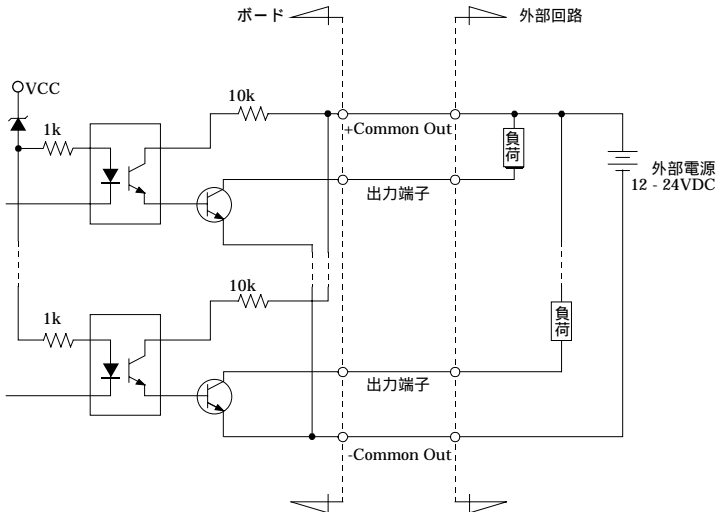 ボード
外部回路
VCC
10k
1k
+Common Out
負荷
外部電源
12 - 24VDC
出力端子
10k
1k
負荷
出力端子
-Common Out